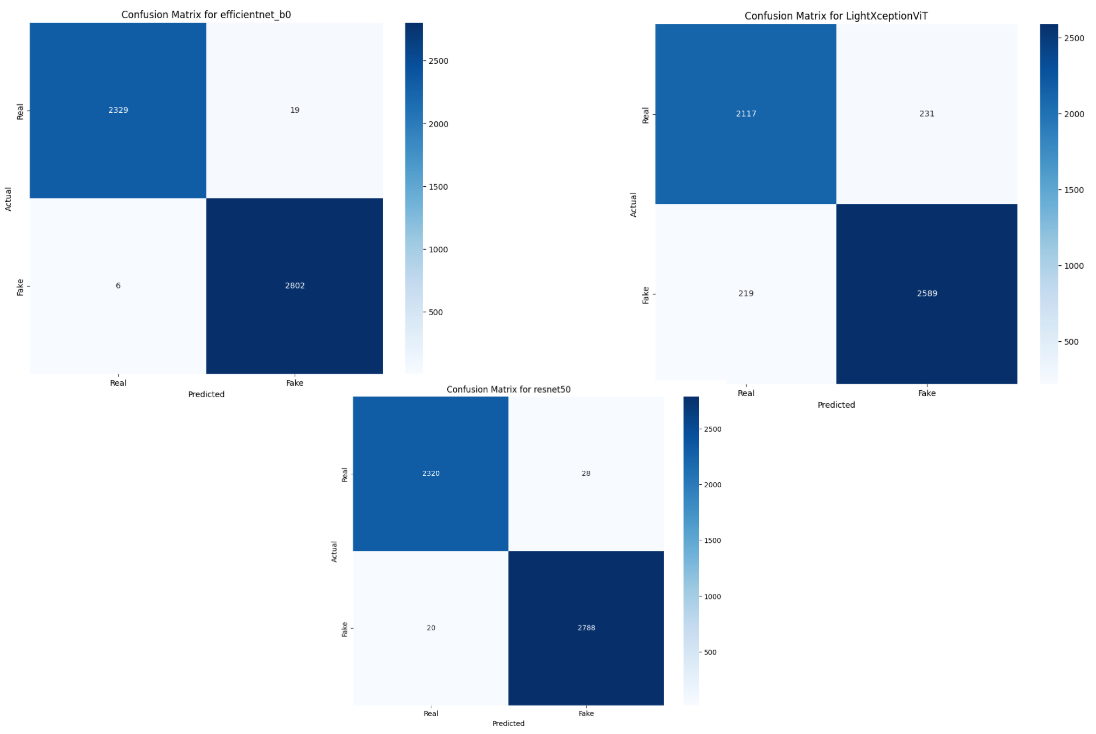 Confusion Matrix for efficientnet_b0
Actual
Real
2329
19
Fake
6
2802
Real
Fake
Predicted
2500
2000
1500
1000
500
Confusion Matrix for LightXceptionViT
Actual
Real
2117
231
Fake
219
2589
Real
Fake
Predicted
2500
2000
1500
1000
500
Confusion Matrix for resnet50
Actual
Real
2320
28
Fake
20
2788
Real
Fake
Predicted
2500
2000
1500
1000
500